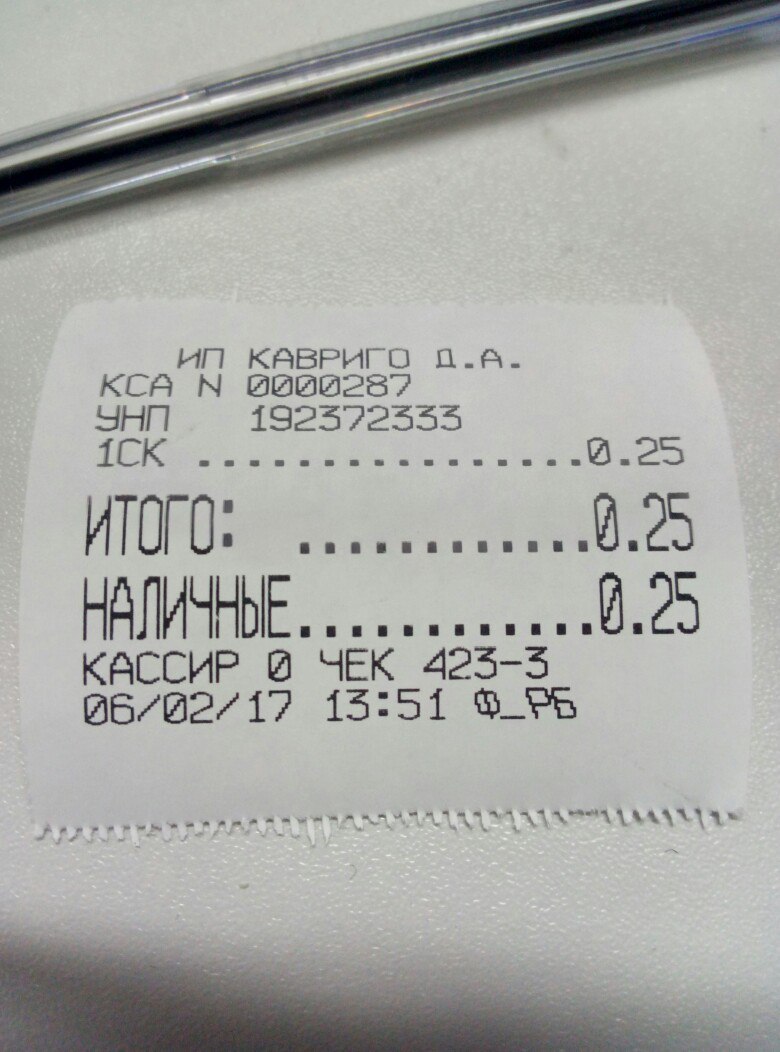 ИП КАВРИГО Д.А.
КСА N 0000287
УНП 192372333
1СК ................0.25
ИТОГО: ............0.25
НАЛИЧНЫЕ............0.25
КАССИР 0 ЧЕК 423-3
06/02/17 13:51 Ф_РБ